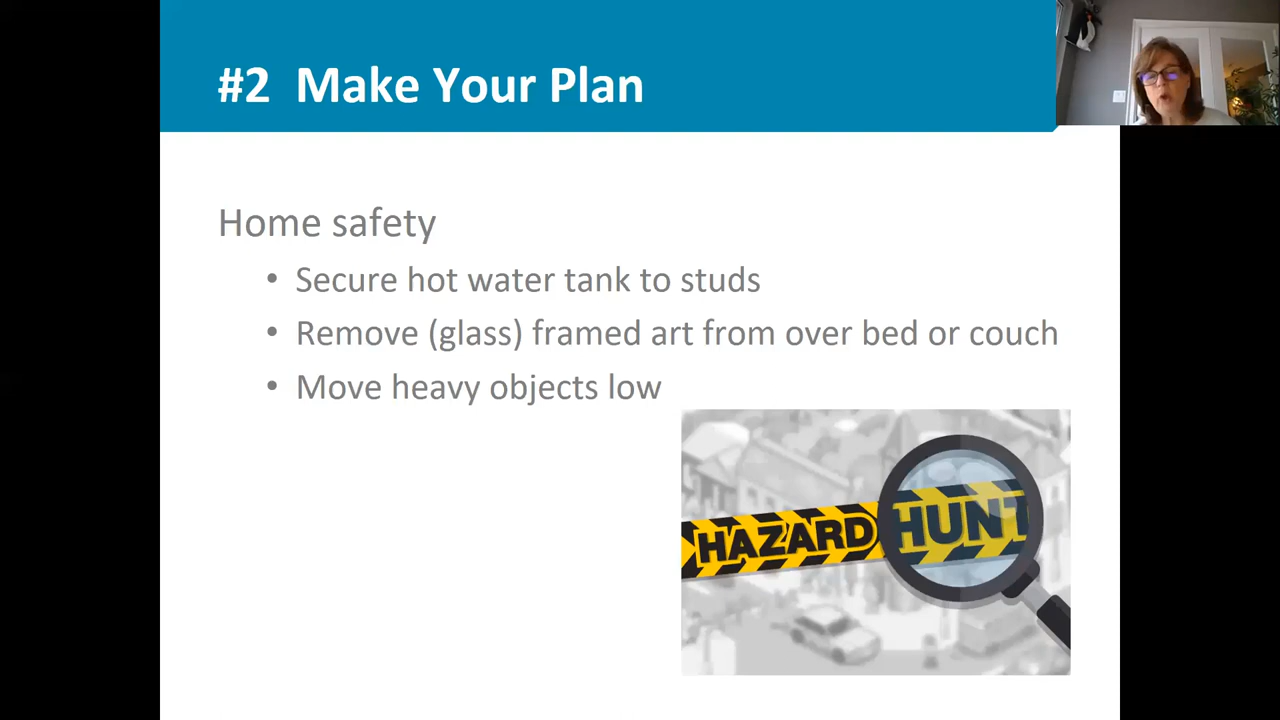 #2 Make Your Plan
Home safety
• Secure hot water tank to studs
• Remove (glass) framed art from over bed or couch
• Move heavy objects low
HAZARD HUNT